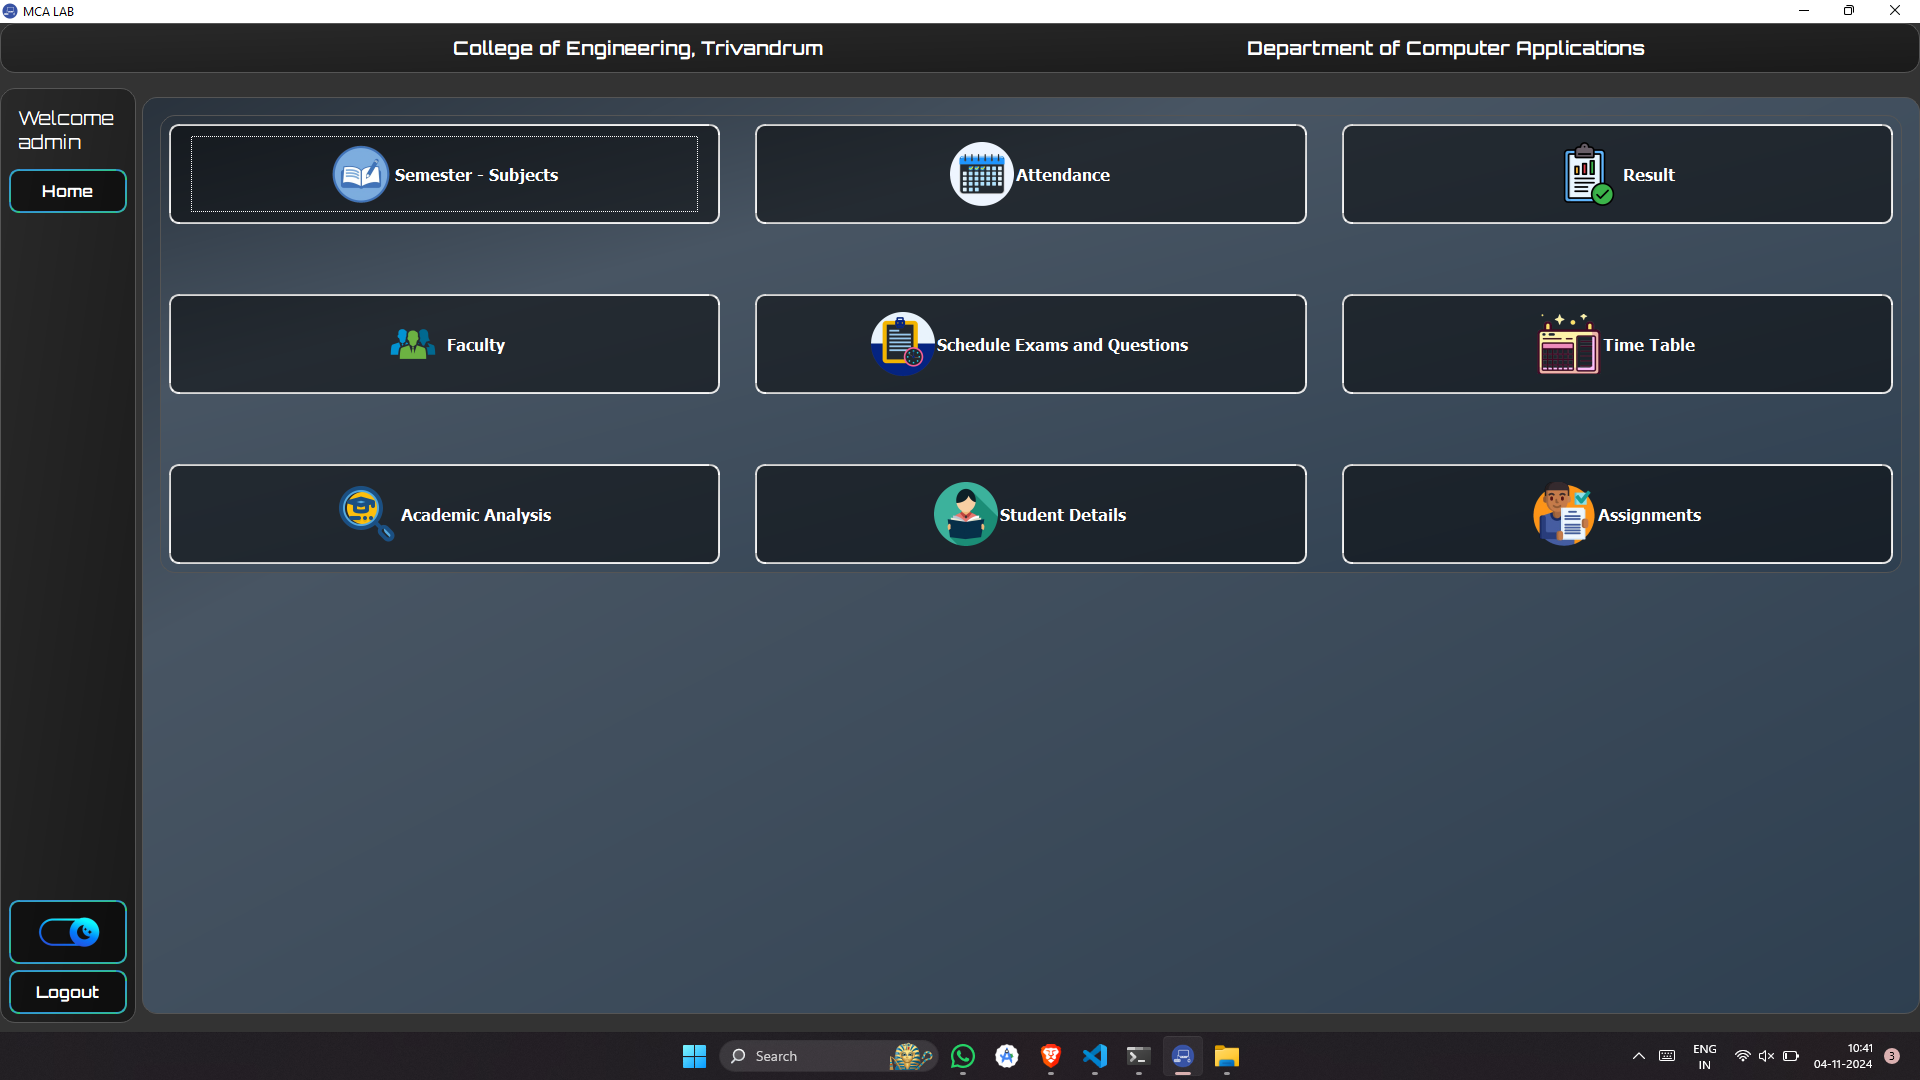 MCA LAB
College of Engineering, Trivandrum
Department of Computer Applications
Welcome
admin
Home
Semester - Subjects
Attendance
Result
Faculty
Schedule Exams and Questions
Time Table
Academic Analysis
Student Details
Assignments
Logout
Search
ENG
IN
10:41
04-11-2024
3